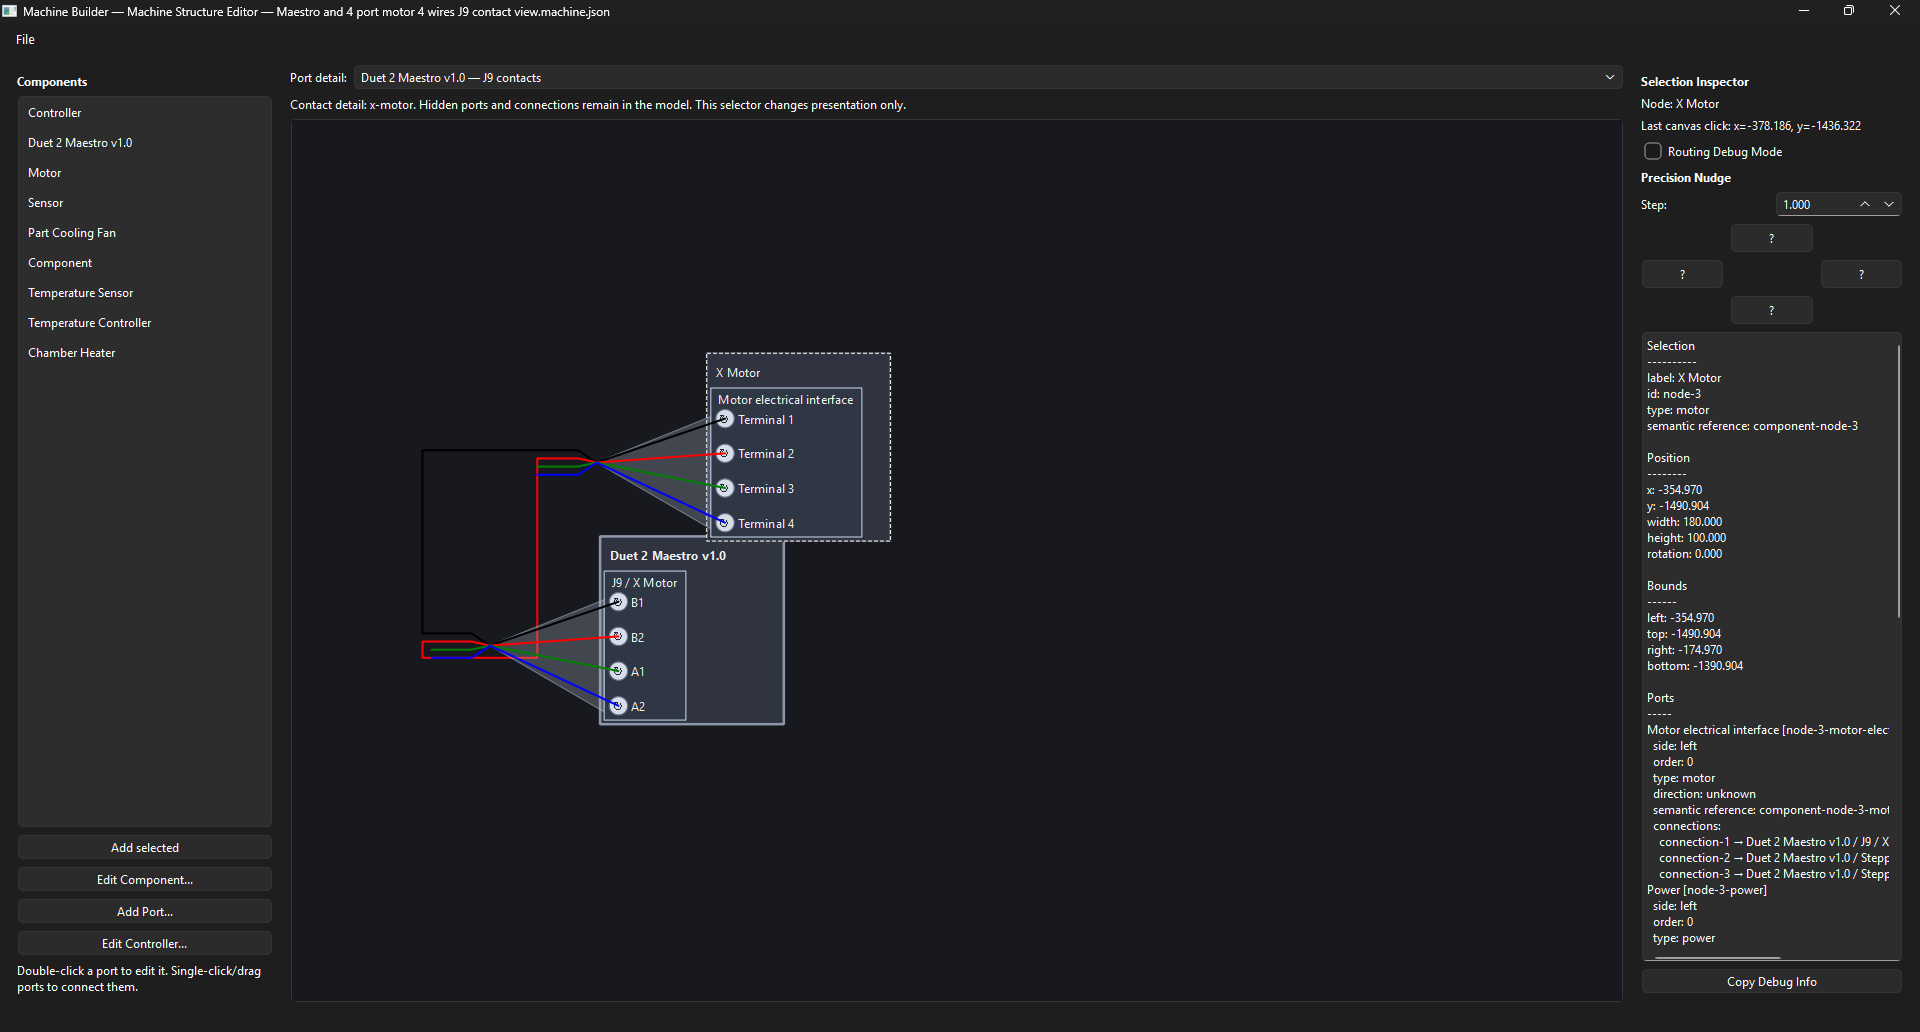 Machine Builder — Machine Structure Editor — Maestro and 4 port motor 4 wires J9 contact view.machine.json
File
Components
Controller
Duet 2 Maestro v1.0
Motor
Sensor
Part Cooling Fan
Component
Temperature Sensor
Temperature Controller
Chamber Heater
Add selected
Edit Component...
Add Port...
Edit Controller...
Double-click a port to edit it. Single-click/drag
ports to connect them.
Port detail: Duet 2 Maestro v1.0 — J9 contacts
Contact detail: x-motor. Hidden ports and connections remain in the model. This selector changes presentation only.
X Motor
Motor electrical interface
Terminal 1
Terminal 2
Terminal 3
Terminal 4
Duet 2 Maestro v1.0
J9 / X Motor
B1
B2
A1
A2
Selection Inspector
Node: X Motor
Last canvas click: x=-378.186, y=-1436.322
Routing Debug Mode
Precision Nudge
Step: 1.000
?
? ?
?
Selection
----------
label: X Motor
id: node-3
type: motor
semantic reference: component-node-3
Position
--------
x: -354.970
y: -1490.904
width: 180.000
height: 100.000
rotation: 0.000
Bounds
------
left: -354.970
top: -1490.904
right: -174.970
bottom: -1390.904
Ports
-----
Motor electrical interface [node-3-motor-elec
side: left
order: 0
type: motor
direction: unknown
semantic reference: component-node-3-mot
connections:
connection-1 → Duet 2 Maestro v1.0 / J9 / X
connection-2 → Duet 2 Maestro v1.0 / Stepp
connection-3 → Duet 2 Maestro v1.0 / Stepp
Power [node-3-power]
side: left
order: 0
type: power
Copy Debug Info